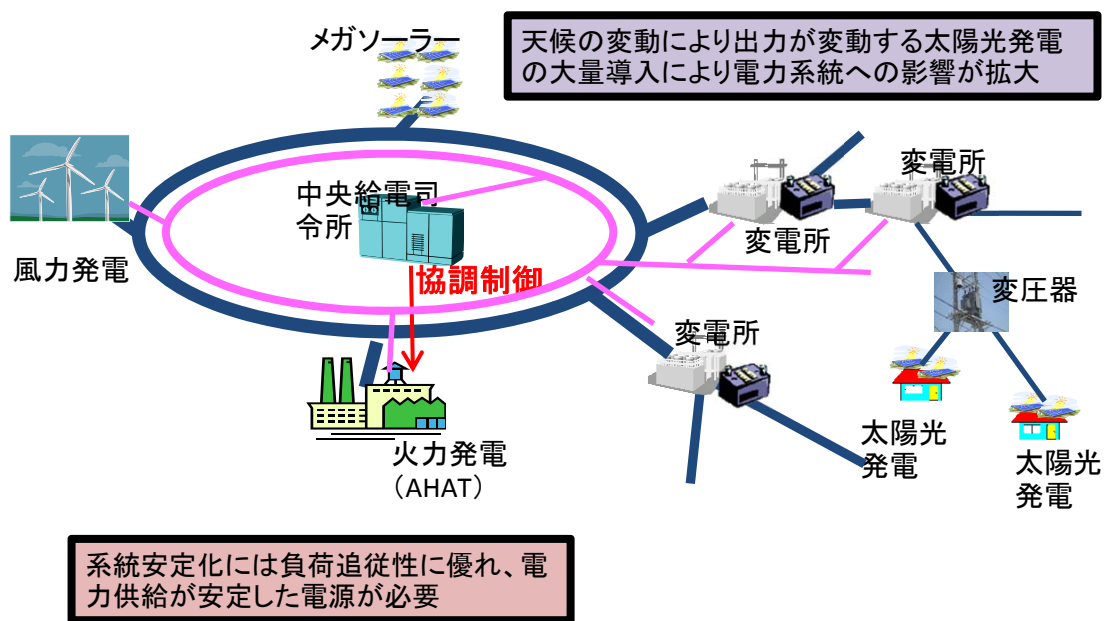 メガソーラー
天候の変動により出力が変動する太陽光発電
の大量導入により電力系統への影響が拡大
変電所
中央給電司
令所
変電所
風力発電
協調制御
変圧器
変電所
火力発電
（AHAT）
太陽光
発電
太陽光
発電
系統安定化には負荷追従性に優れ、電
力供給が安定した電源が必要